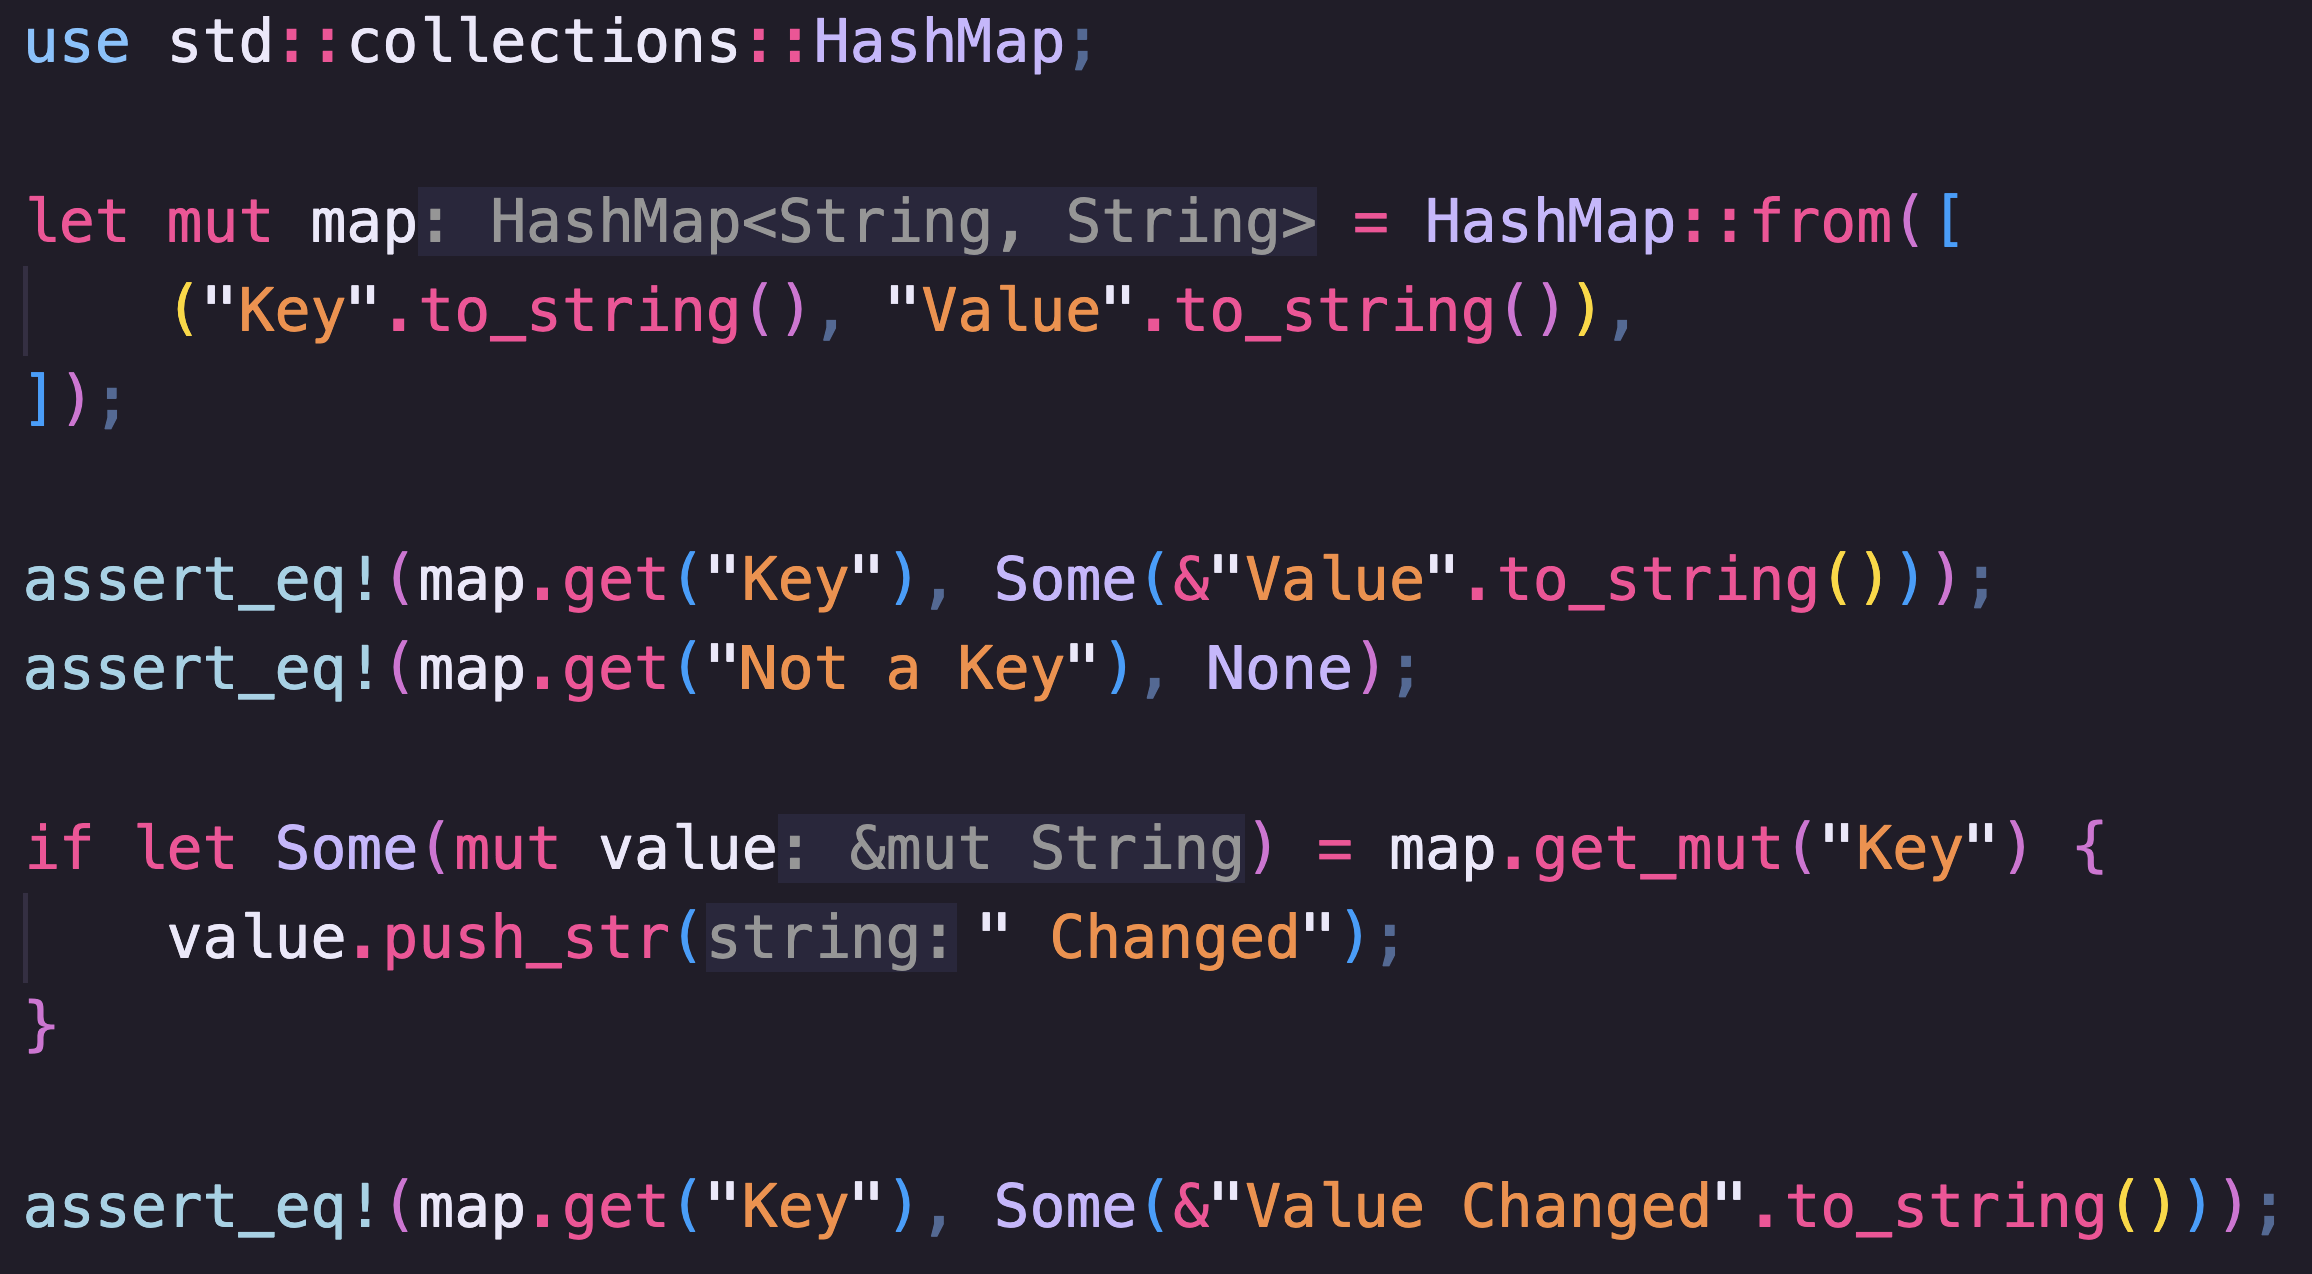 use std::collections::HashMap;
let mut map: HashMap<String, String> = HashMap::from([
    ("Key".to_string(), "Value".to_string()),
]);
assert_eq!(map.get("Key"), Some(&"Value".to_string()));
assert_eq!(map.get("Not a Key"), None);
if let Some(mut value: &mut String) = map.get_mut("Key") {
    value.push_str(string: " Changed");
}
assert_eq!(map.get("Key"), Some(&"Value Changed".to_string()));